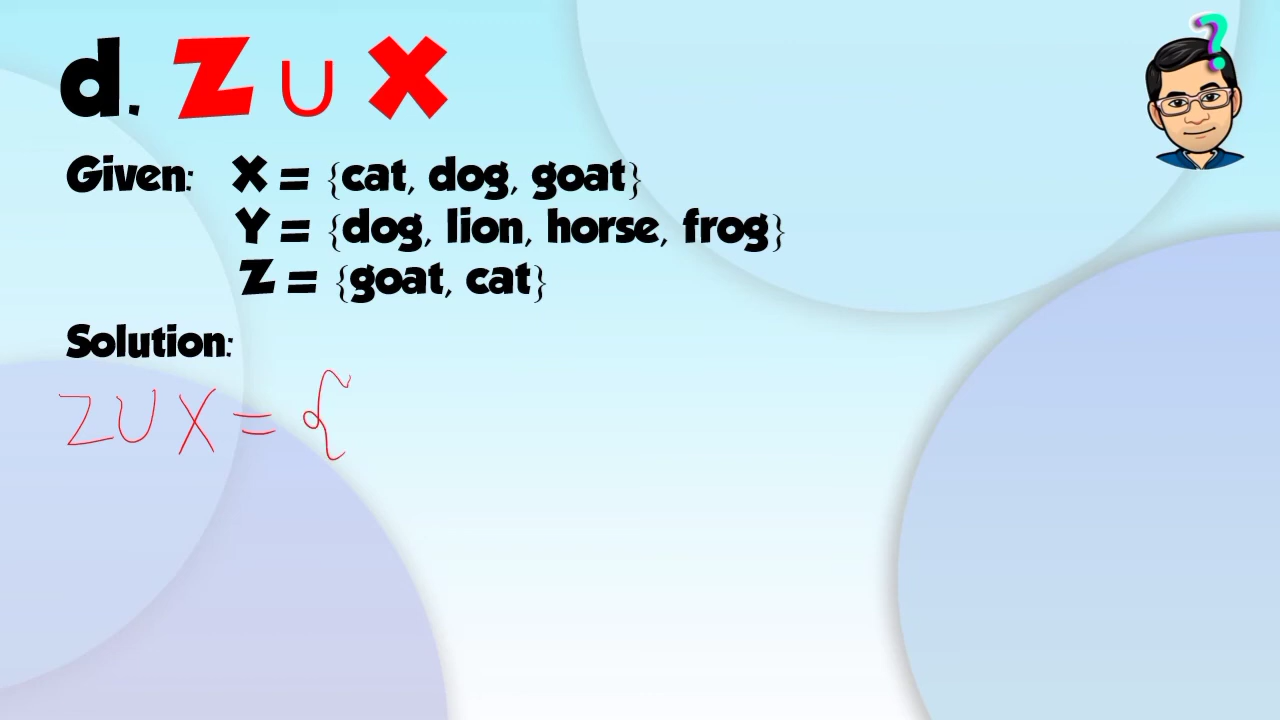 d. Z ∪ X
?
Given: X = {cat, dog, goat}
Y = {dog, lion, horse, frog}
Z = {goat, cat}
Solution:
Z U X = {